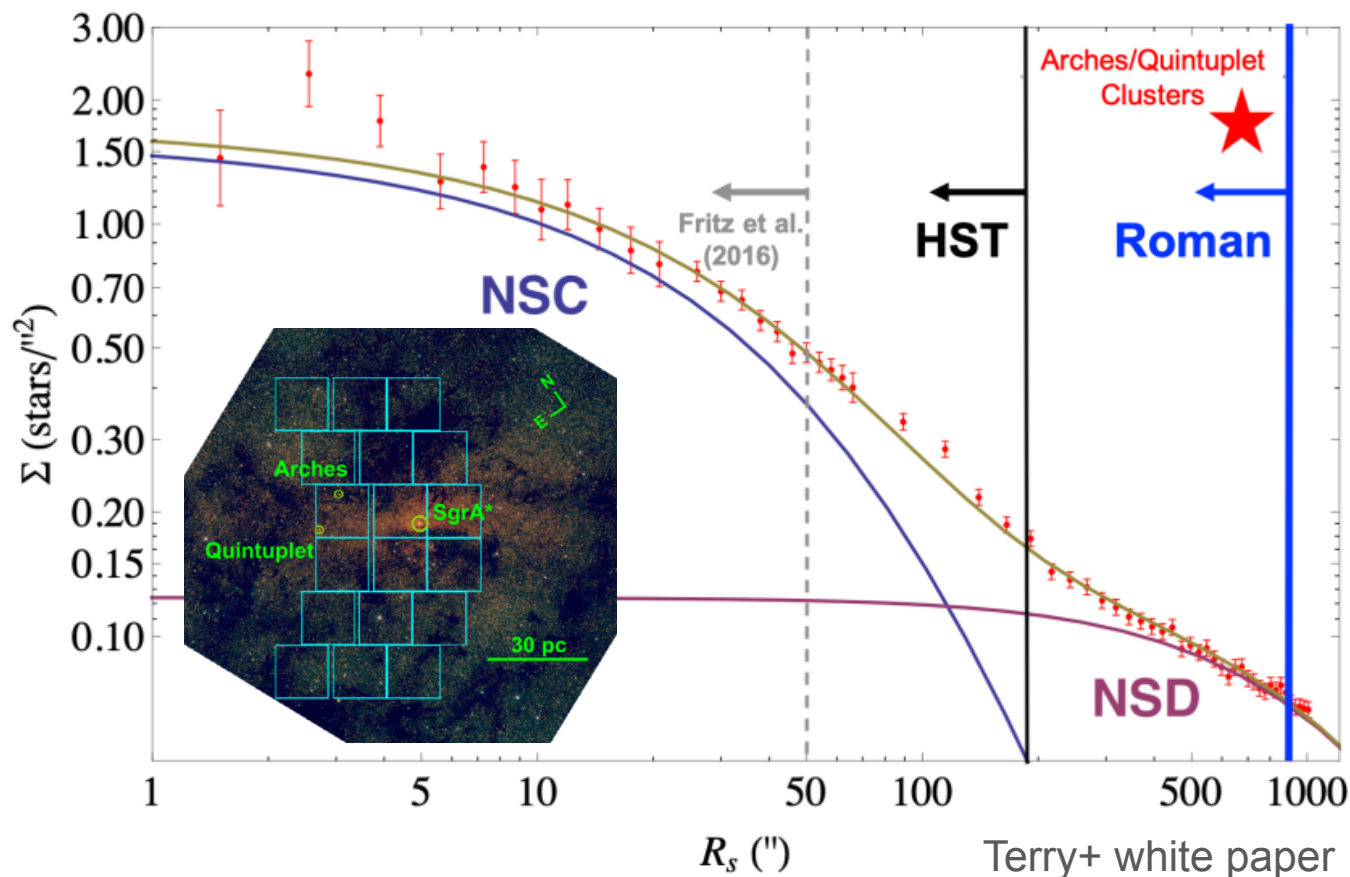 3.00
2.00
1.50
1.00
0.70
0.50
0.30
0.20
0.15
0.10
Σ (stars/"²)
Arches/Quintuplet
Clusters
Fritz et al.
(2016)
HST
Roman
NSC
N
E
Arches
SgrA*
Quintuplet
30 pc
NSD
1 5 10 50 100 500 1000
Rₛ (")
Terry+ white paper